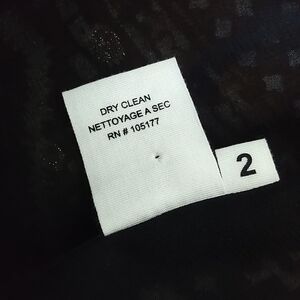 DRY CLEAN
NETTOYAGE A SEC
RN # 105177
2